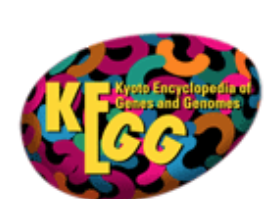 KEGG
Kyoto Encyclopedia of
Genes and Genomes